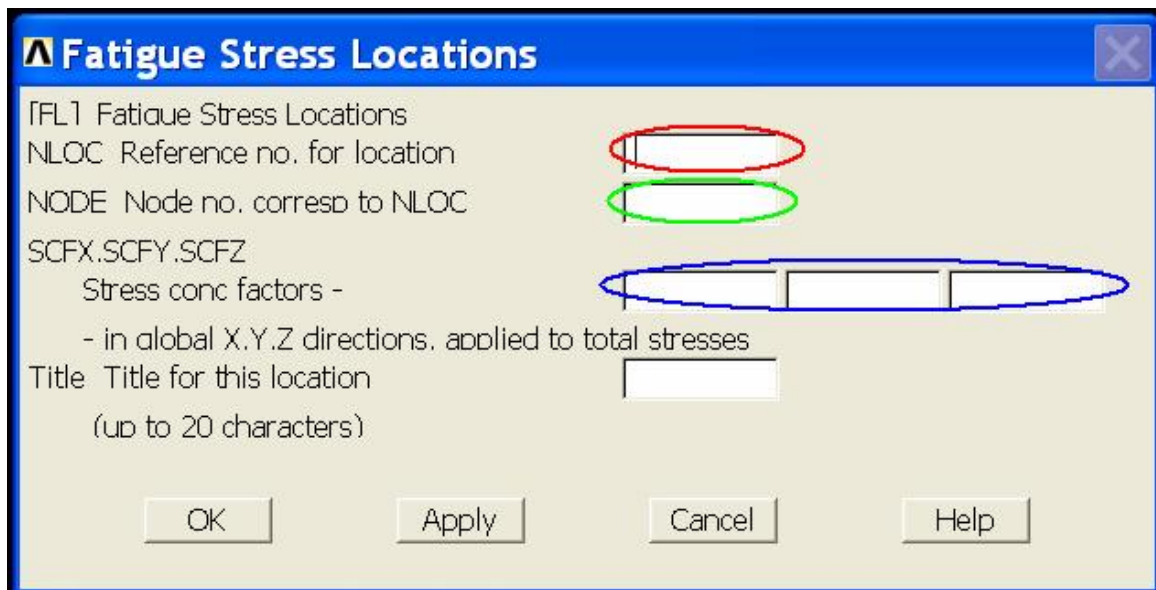 Fatigue Stress Locations
[FL] Fatigue Stress Locations
NLOC Reference no. for location
NODE Node no. corresp to NLOC
SCFX,SCFY,SCFZ
Stress conc factors -
- in global X,Y,Z directions, applied to total stresses
Title Title for this location
(up to 20 characters)
OK Apply Cancel Help